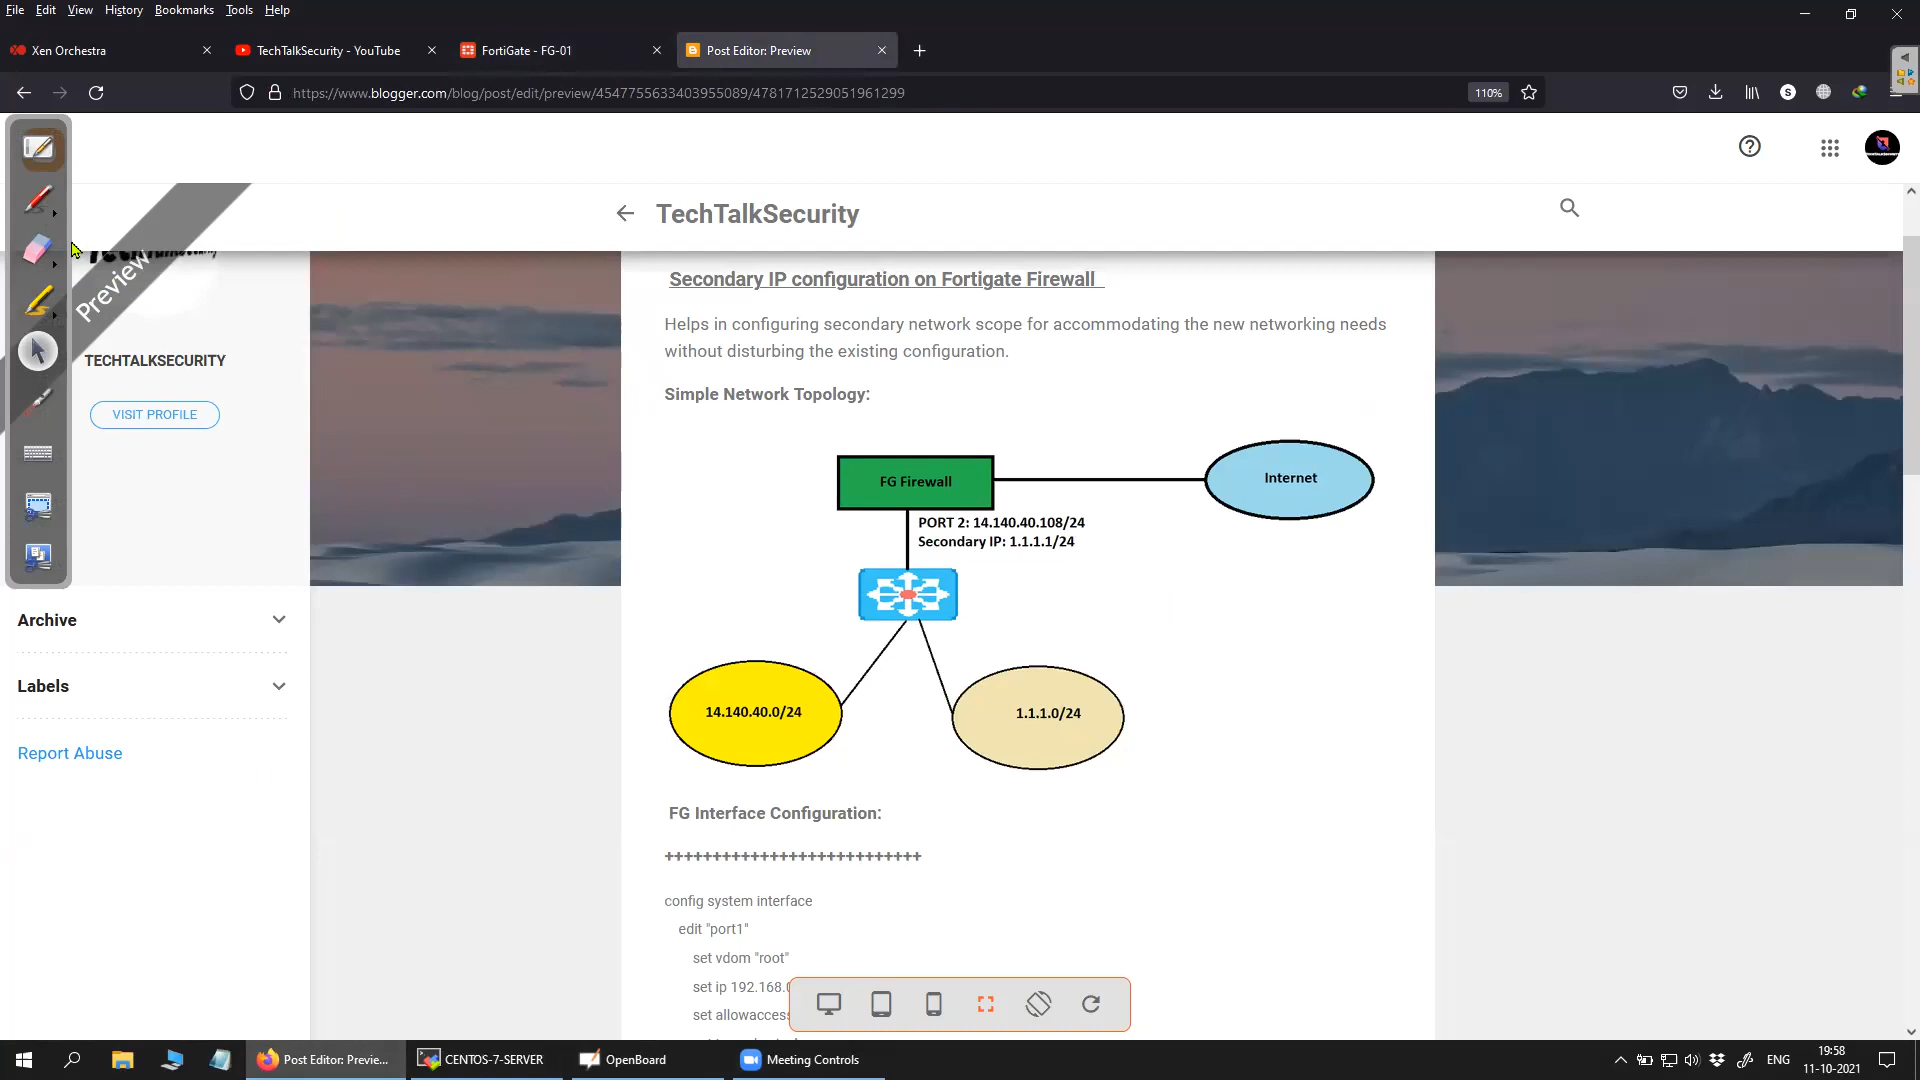 File Edit View History Bookmarks Tools Help
Xen Orchestra
TechTalkSecurity - YouTube
FortiGate - FG-01
Post Editor: Preview
https://www.blogger.com/blog/post/edit/preview/4547755633403955089/4781712529051961299
110%
S
Preview
TechTalkSecurity
TECHTALKSECURITY
VISIT PROFILE
Archive
Labels
Report Abuse
Secondary IP configuration on Fortigate Firewall
Helps in configuring secondary network scope for accommodating the new networking needs
without disturbing the existing configuration.
Simple Network Topology:
FG Firewall
Internet
PORT 2: 14.140.40.108/24
Secondary IP: 1.1.1.1/24
14.140.40.0/24
1.1.1.0/24
FG Interface Configuration:
+++++++++++++++++++++++++++
config system interface
edit "port1"
set vdom "root"
set ip 192.168.
set allowaccess
Post Editor: Previe...
CENTOS-7-SERVER
OpenBoard
Meeting Controls
ENG
19:58
11-10-2021